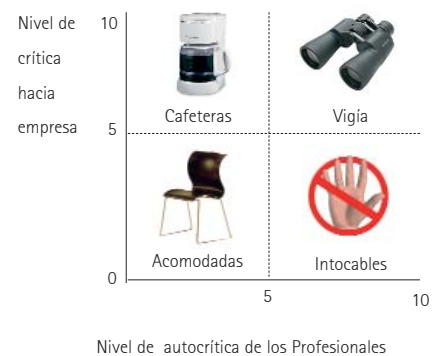 Nivel de
crítica
hacia
empresa
10
5
0
Cafeteras
Vigía
Acomodadas
Intocables
5
10
Nivel de autocrítica de los Profesionales